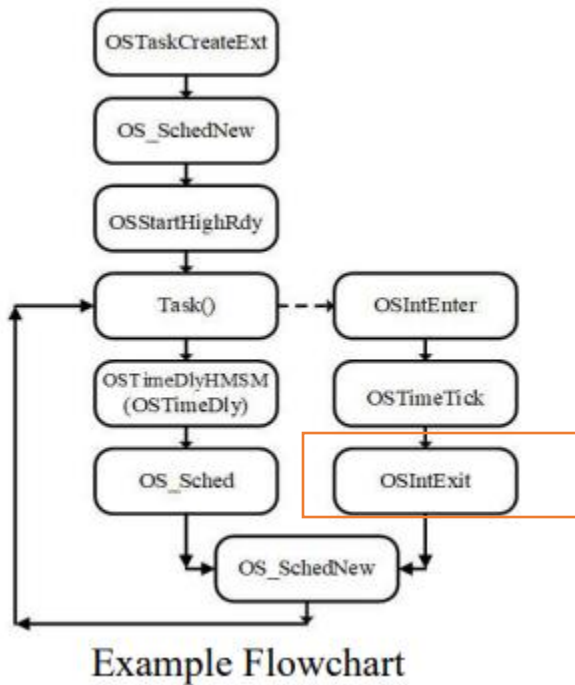 OSTaskCreateExt
OS_SchedNew
OSStartHighRdy
Task()
OSIntEnter
OSTimeDlyHMSM
(OSTimeDly)
OSTimeTick
OS_Sched
OSIntExit
OS_SchedNew
Example Flowchart